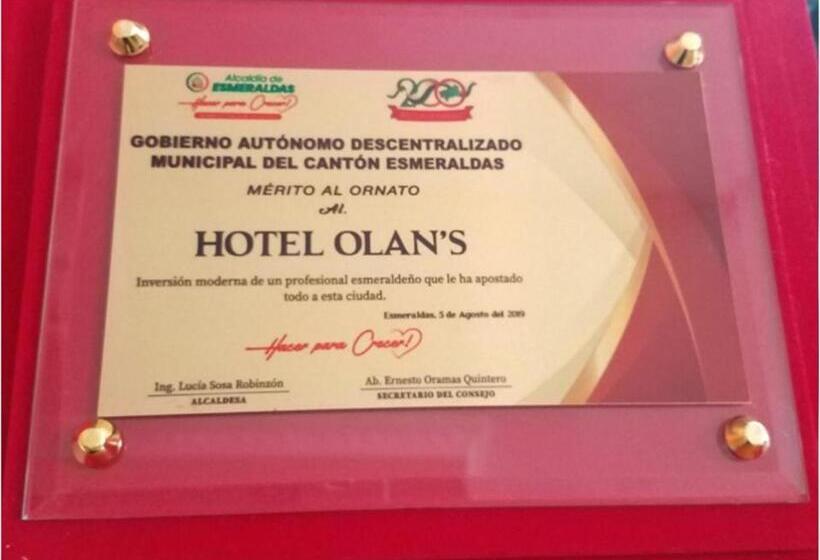 Alcaldía de
ESMERALDAS
Hacer para Crecer!
200
GOBIERNO AUTÓNOMO DESCENTRALIZADO
MUNICIPAL DEL CANTÓN ESMERALDAS
MÉRITO AL ORNATO
Al.
HOTEL OLAN'S
Inversión moderna de un profesional esmeraldeño que le ha apostado
todo a esta ciudad.
Esmeraldas, 5 de Agosto del 2019
Hacer para Crecer!
Ing. Lucía Sosa Robinzón
ALCALDESA
Ab. Ernesto Oramas Quintero
SECRETARIO DEL CONSEJO